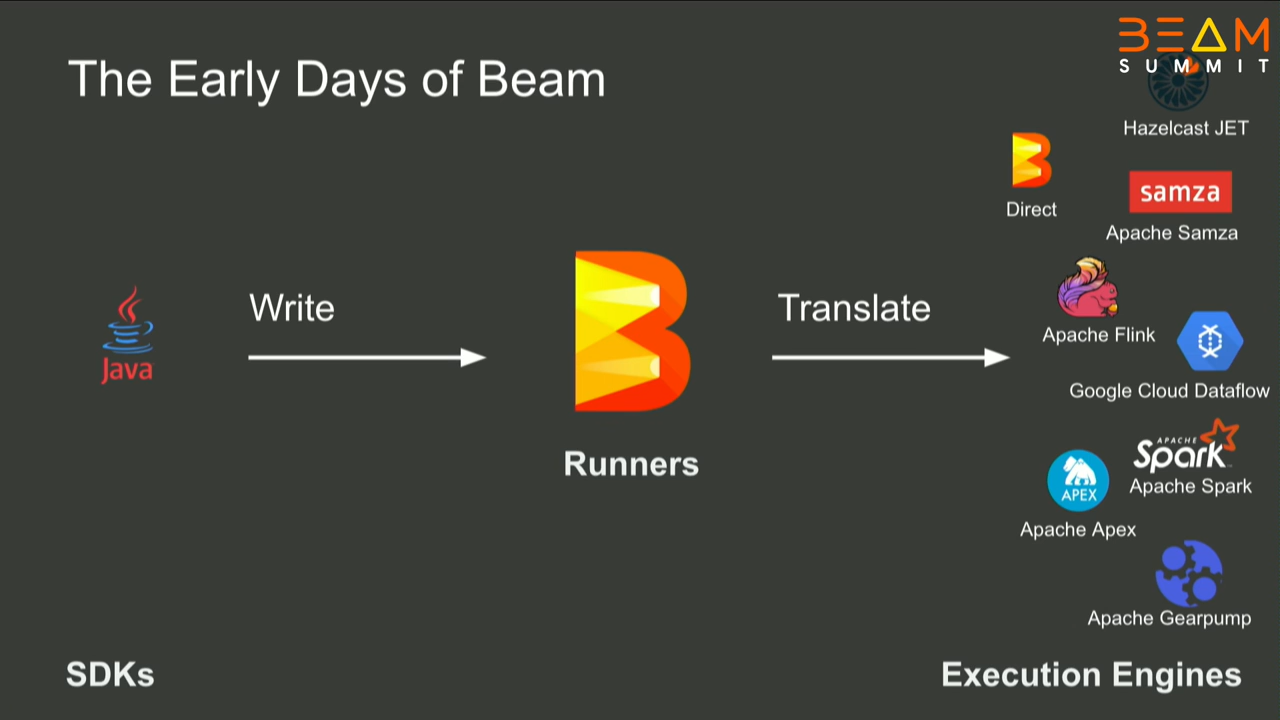 The Early Days of Beam
BEAM
SUMMIT
Hazelcast JET
Direct
samza
Apache Samza
Java
Write
Runners
Translate
Apache Flink
Google Cloud Dataflow
APACHE
Spark
Apache Spark
APEX
Apache Apex
Apache Gearpump
SDKs
Execution Engines